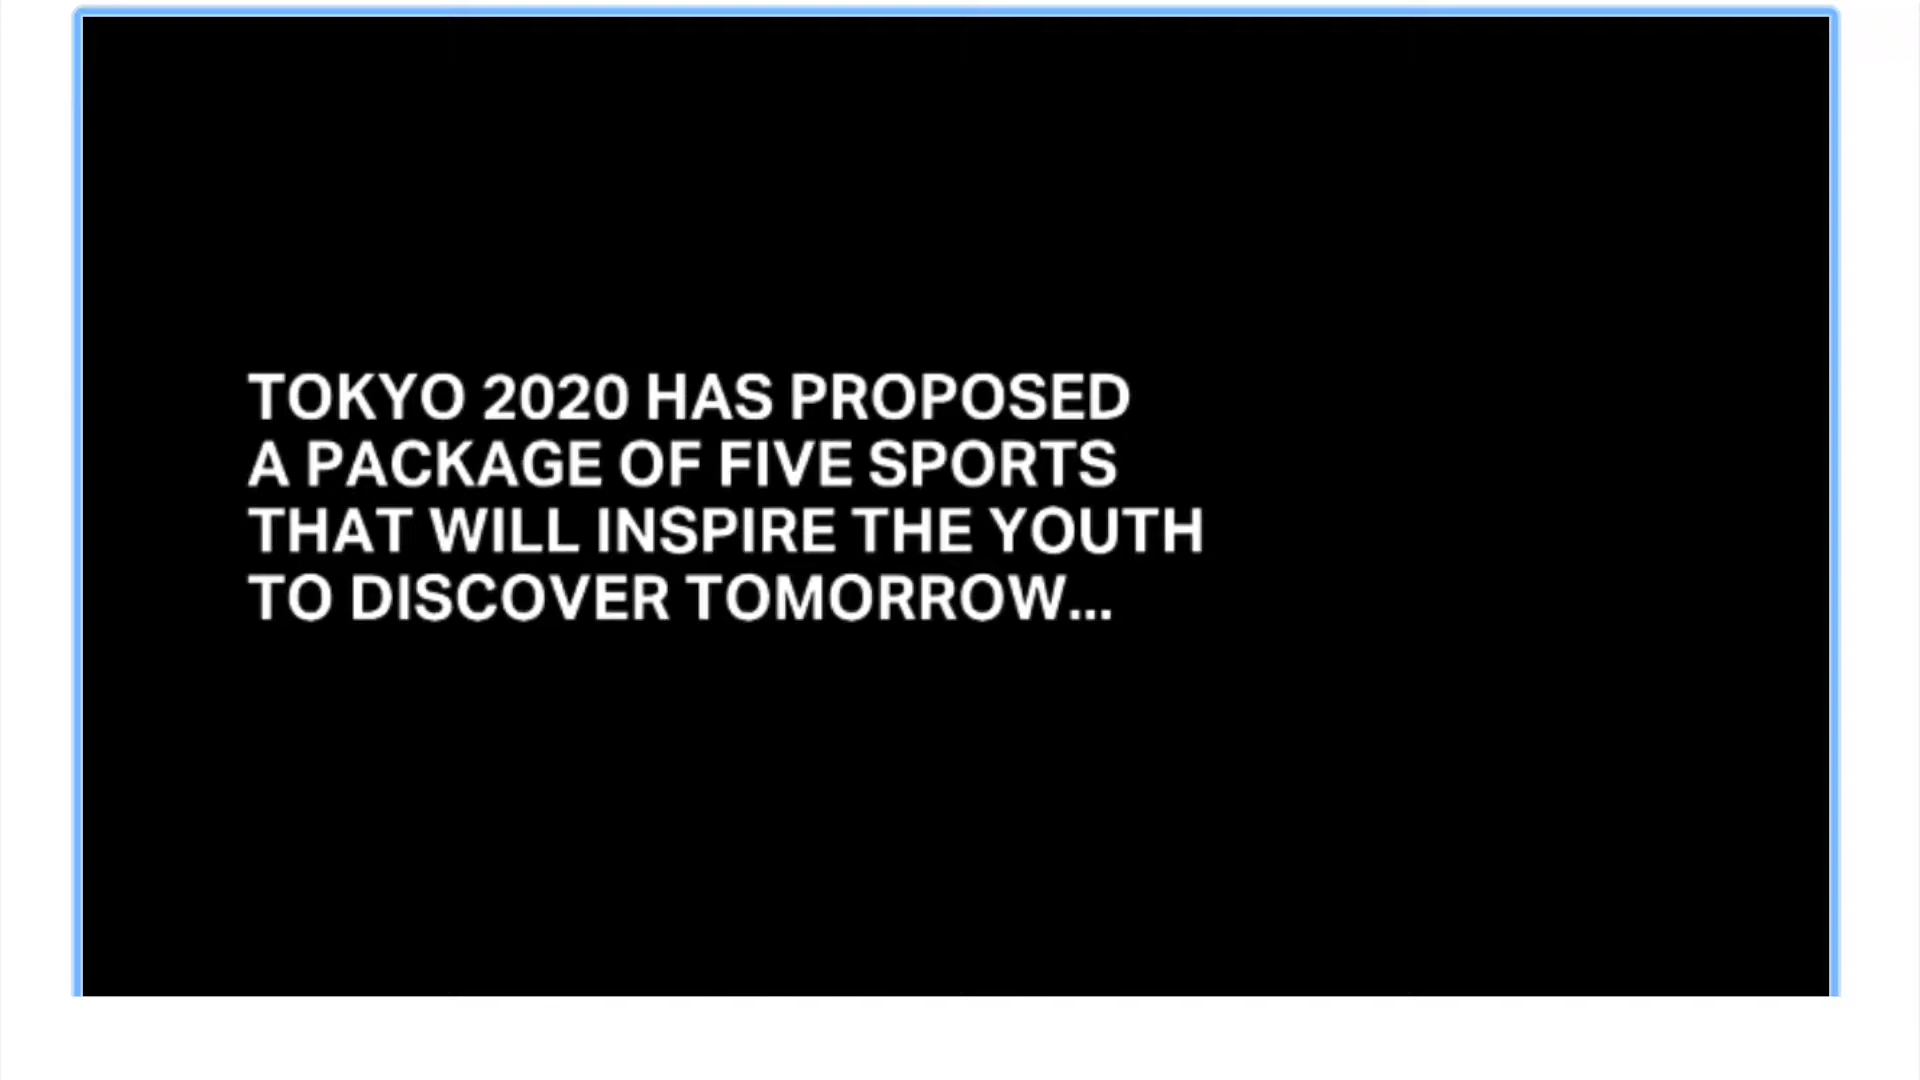 TOKYO 2020 HAS PROPOSED
A PACKAGE OF FIVE SPORTS
THAT WILL INSPIRE THE YOUTH
TO DISCOVER TOMORROW...